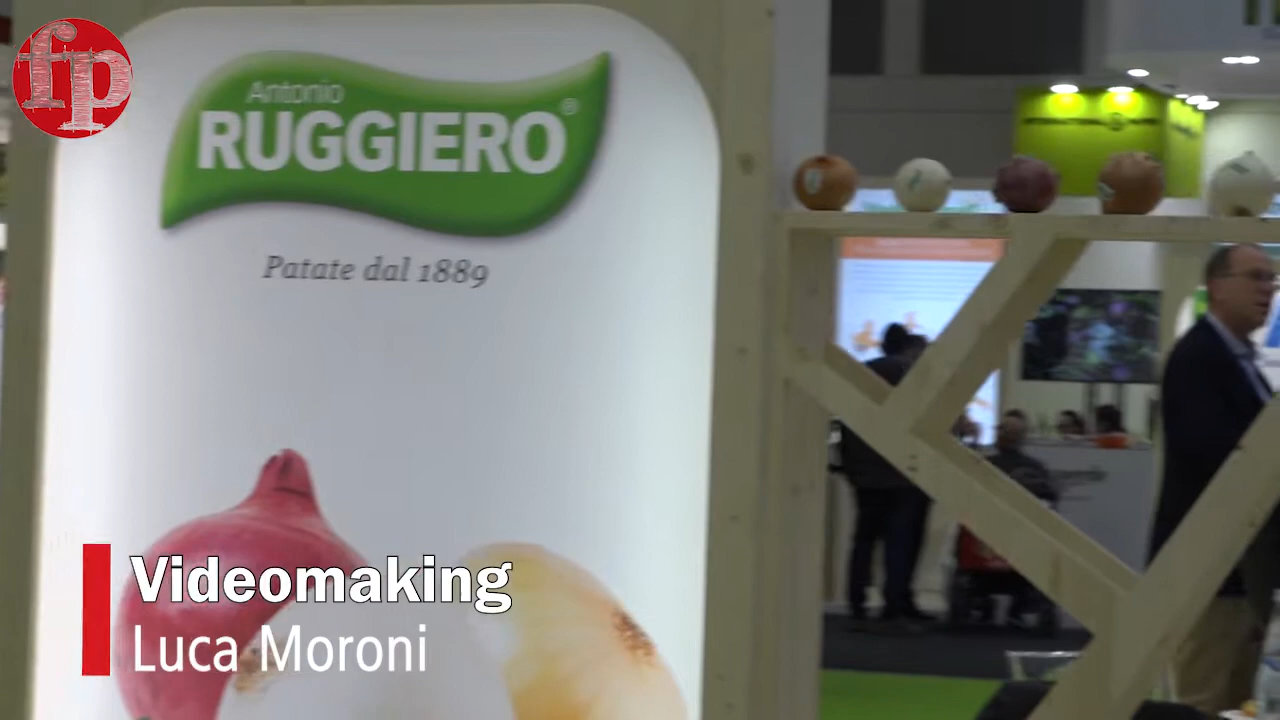 fp
Antonio
RUGGIERO®
Patate dal 1889
Videomaking
Luca Moroni